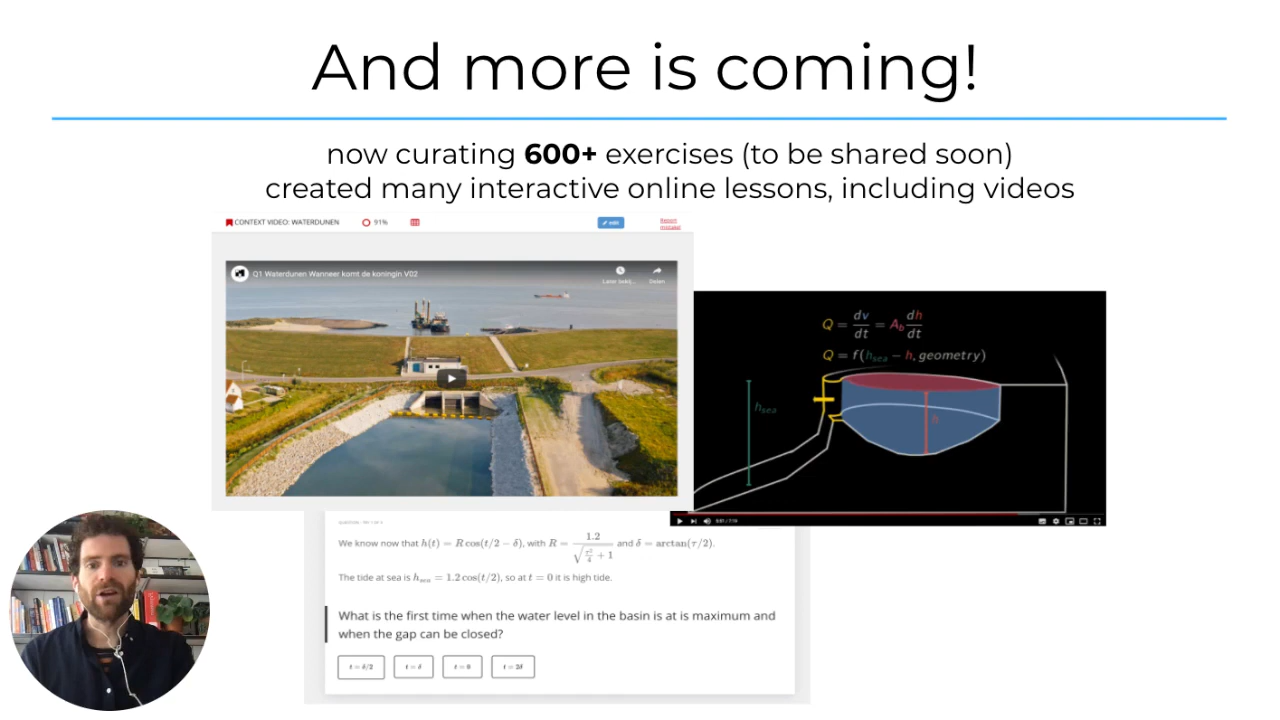 And more is coming!
now curating 600+ exercises (to be shared soon)
created many interactive online lessons, including videos
CONTEXT VIDEO: WATERDUNEN 91% edit Report mistake!
Q1 Waterdunen Wanneer komt de koningin V02
Later bekij... Delen
Q = dv/dt = A_b dh/dt
Q = f(h_sea − h, geometry)
h_sea
h
We know now that h(t) = R cos(t/2 − δ), with R = 1.2/√(τ²/4 + 1) and δ = arctan(τ/2).
The tide at sea is h_sea = 1.2 cos(t/2), so at t = 0 it is high tide.
What is the first time when the water level in the basin is at is maximum and
when the gap can be closed?
t = δ/2 t = δ t = 0 t = 2δ